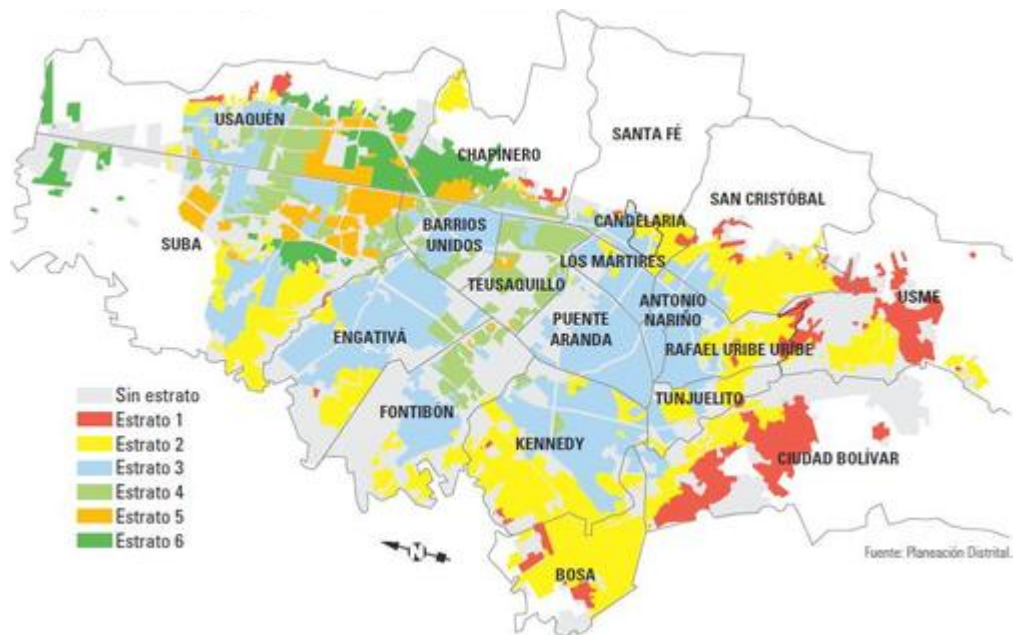 USAQUÉN
CHAPINERO
SANTA FÉ
SAN CRISTÓBAL
CANDELARIA
SUBA
BARRIOS
UNIDOS
LOS MÁRTIRES
TEUSAQUILLO
ANTONIO
NARIÑO
USME
ENGATIVÁ
PUENTE
ARANDA
RAFAEL URIBE URIBE
FONTIBÓN
TUNJUELITO
KENNEDY
CIUDAD BOLÍVAR
BOSA
Sin estrato
Estrato 1
Estrato 2
Estrato 3
Estrato 4
Estrato 5
Estrato 6
N
Fuente: Planeación Distrital.